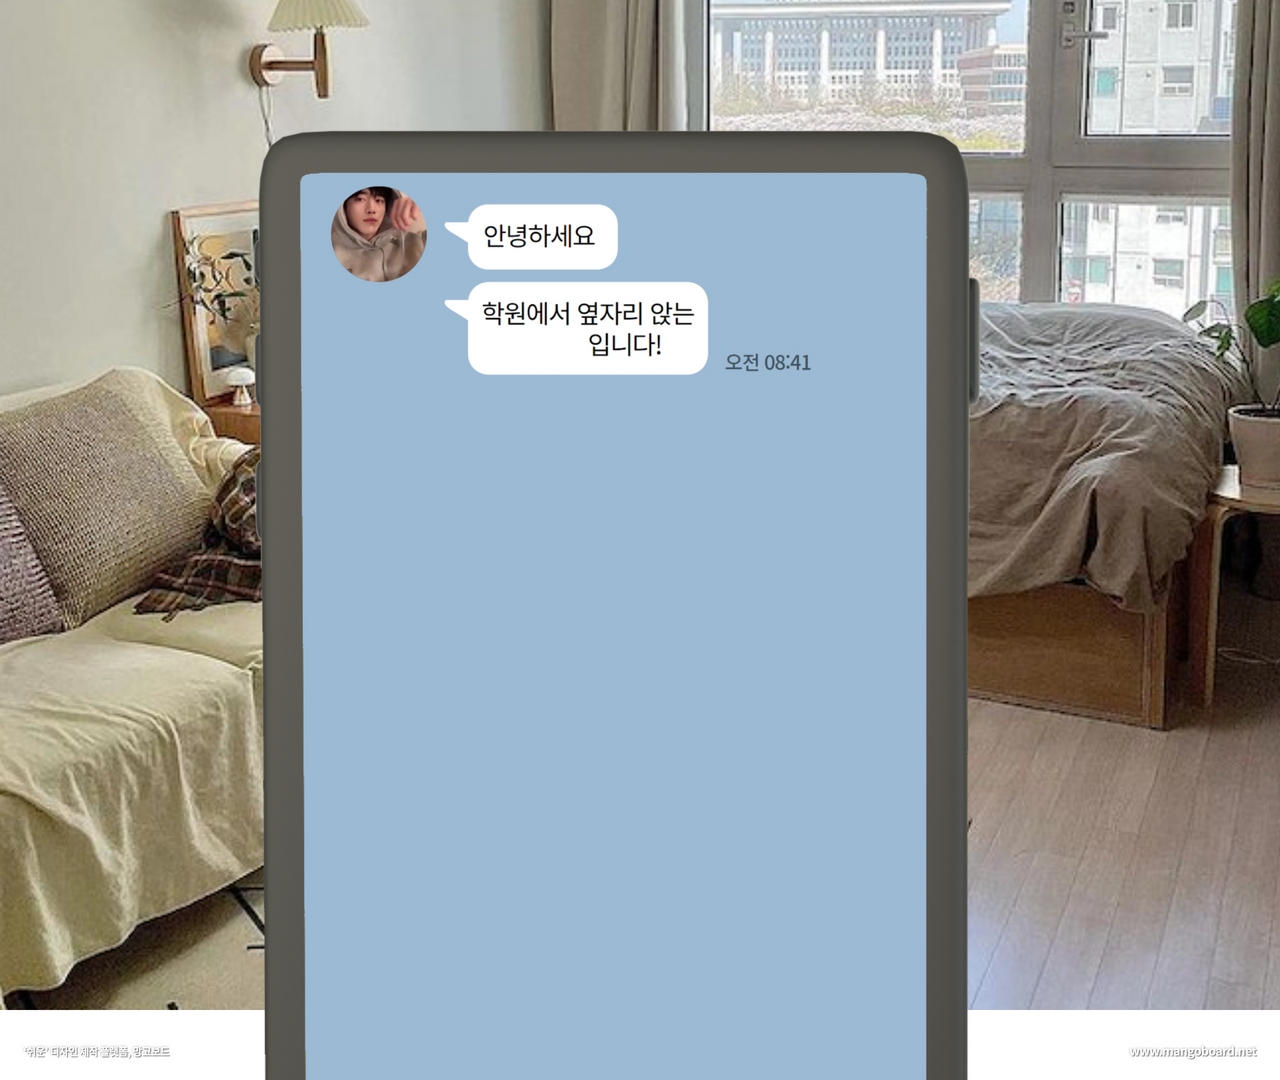 안녕하세요
학원에서 옆자리 앉는
입니다!
오전 08:41
'쉬운' 디자인 제작 플랫폼, 망고보드
www.mangoboard.net